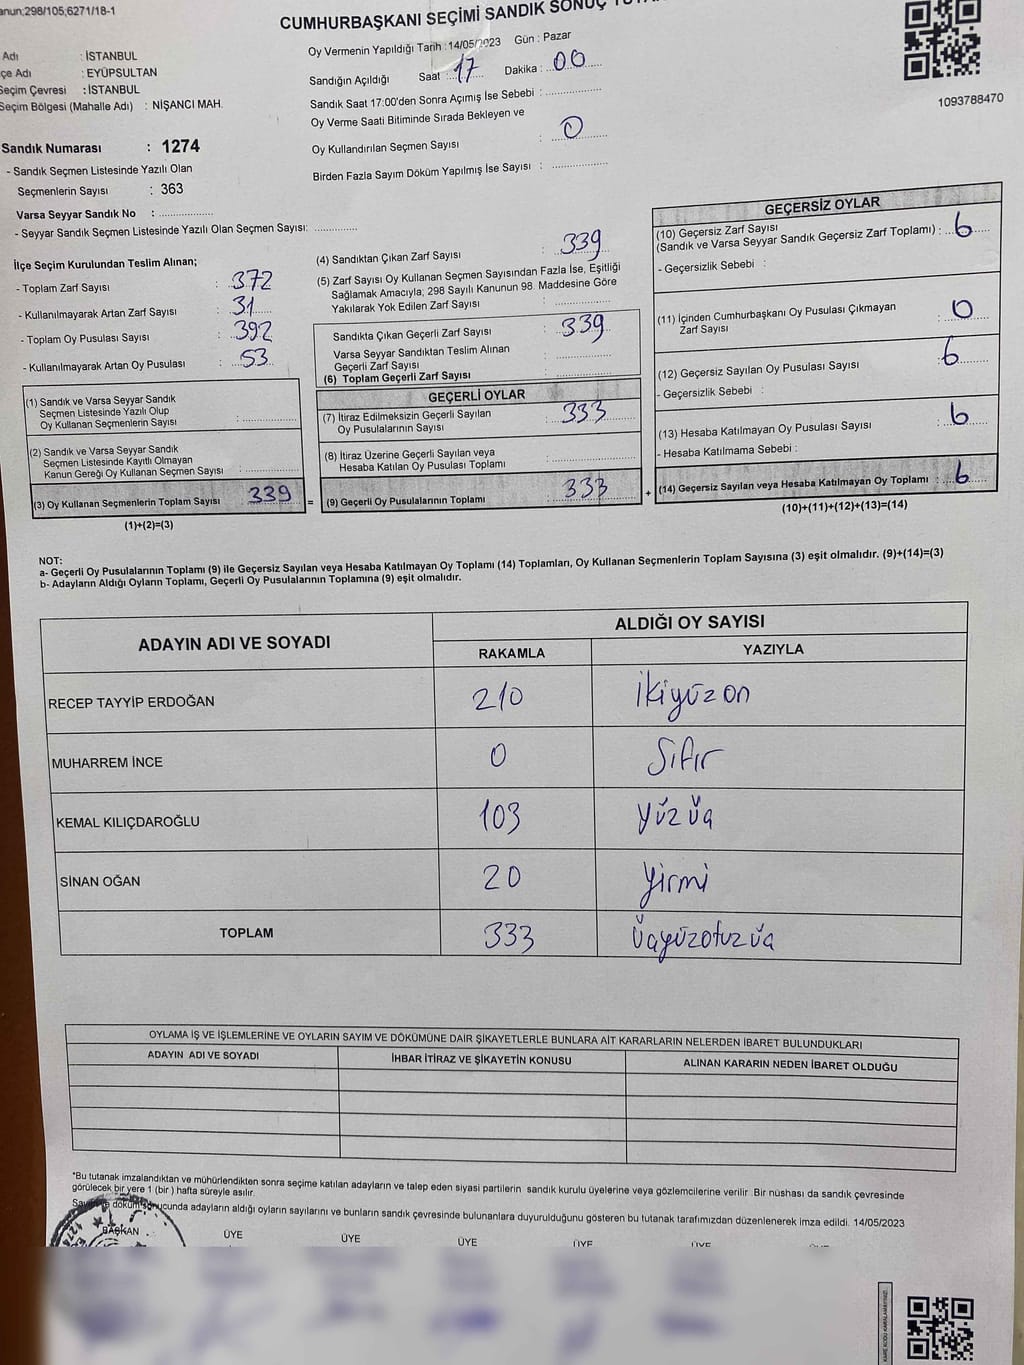 anun;298/105;6271/18-1
CUMHURBAŞKANI SEÇİMİ SANDIK SONUÇ
Adı : İSTANBUL
çe Adı : EYÜPSULTAN
Seçim Çevresi : İSTANBUL
Seçim Bölgesi (Mahalle Adı) : NİŞANCI MAH.
Sandık Numarası : 1274
- Sandık Seçmen Listesinde Yazılı Olan
Seçmenlerin Sayısı : 363
Varsa Seyyar Sandık No : ..................
- Seyyar Sandık Seçmen Listesinde Yazılı Olan Seçmen Sayısı: .............
Oy Vermenin Yapıldığı Tarih : 14/05/2023 Gün : Pazar
Sandığın Açıldığı Saat : 17 Dakika : 00
Sandık Saat 17:00'den Sonra Açımış İse Sebebi : ................
Oy Verme Saati Bitiminde Sırada Bekleyen ve
Oy Kullandırılan Seçmen Sayısı : 0
Birden Fazla Sayım Döküm Yapılmış İse Sayısı : ................
1093788470
İlçe Seçim Kurulundan Teslim Alınan;
- Toplam Zarf Sayısı : 372
- Kullanılmayarak Artan Zarf Sayısı : 31
- Toplam Oy Pusulası Sayısı : 392
- Kullanılmayarak Artan Oy Pusulası : 53
(1) Sandık ve Varsa Seyyar Sandık
Seçmen Listesinde Yazılı Olup
Oy Kullanan Seçmenlerin Sayısı : ................
(2) Sandık ve Varsa Seyyar Sandık
Seçmen Listesinde Kayıtlı Olmayan
Kanun Gereği Oy Kullanan Seçmen Sayısı : ................
(3) Oy Kullanan Seçmenlerin Toplam Sayısı 339 =
(1)+(2)=(3)
(4) Sandıktan Çıkan Zarf Sayısı : 339
(5) Zarf Sayısı Oy Kullanan Seçmen Sayısından Fazla İse, Eşitliği
Sağlamak Amacıyla; 298 Sayılı Kanunun 98. Maddesine Göre
Yakılarak Yok Edilen Zarf Sayısı : ................
Sandıkta Çıkan Geçerli Zarf Sayısı : 339
Varsa Seyyar Sandıktan Teslim Alınan
Geçerli Zarf Sayısı : ................
(6) Toplam Geçerli Zarf Sayısı : ................
GEÇERLİ OYLAR
(7) İtiraz Edilmeksizin Geçerli Sayılan : 333
Oy Pusulalarının Sayısı
(8) İtiraz Üzerine Geçerli Sayılan veya
Hesaba Katılan Oy Pusulası Toplamı : ................
(9) Geçerli Oy Pusulalarının Toplamı : 333 +
GEÇERSİZ OYLAR
(10) Geçersiz Zarf Sayısı
(Sandık ve Varsa Seyyar Sandık Geçersiz Zarf Toplamı) : 6
- Geçersizlik Sebebi :
(11) İçinden Cumhurbaşkanı Oy Pusulası Çıkmayan
Zarf Sayısı : 0
(12) Geçersiz Sayılan Oy Pusulası Sayısı : 6
- Geçersizlik Sebebi :
(13) Hesaba Katılmayan Oy Pusulası Sayısı : 6
- Hesaba Katılmama Sebebi :
(14) Geçersiz Sayılan veya Hesaba Katılmayan Oy Toplamı : 6
(10)+(11)+(12)+(13)=(14)
NOT:
a- Geçerli Oy Pusulalarının Toplamı (9) ile Geçersiz Sayılan veya Hesaba Katılmayan Oy Toplamı (14) Toplamları, Oy Kullanan Seçmenlerin Toplam Sayısına (3) eşit olmalıdır. (9)+(14)=(3)
b- Adayların Aldığı Oyların Toplamı, Geçerli Oy Pusulalarının Toplamına (9) eşit olmalıdır.
ADAYIN ADI VE SOYADI ALDIĞI OY SAYISI
RAKAMLA YAZIYLA
RECEP TAYYİP ERDOĞAN 210 İkiyüz on
MUHARREM İNCE 0 Sıfır
KEMAL KILIÇDAROĞLU 103 Yüz üç
SİNAN OĞAN 20 Yirmi
TOPLAM 333 Üçyüzotuz üç
OYLAMA İŞ VE İŞLEMLERİNE VE OYLARIN SAYIM VE DÖKÜMÜNE DAİR ŞİKAYETLERLE BUNLARA AİT KARARLARIN NELERDEN İBARET BULUNDUKLARI
ADAYIN ADI VE SOYADI İHBAR İTİRAZ VE ŞİKAYETİN KONUSU ALINAN KARARIN NEDEN İBARET OLDUĞU
*Bu tutanak imzalandıktan ve mühürlendikten sonra seçime katılan adayların ve talep eden siyasi partilerin sandık kurulu üyelerine veya gözlemcilerine verilir. Bir nüshası da sandık çevresinde
görülecek bir yere 1 (bir ) hafta süreyle asılır.
döküm sonucunda adayların aldığı oyların sayılarını ve bunların sandık çevresinde bulunanlara duyurulduğunu gösteren bu tutanak tarafımızdan düzenlenerek imza edildi. 14/05/2023
BAŞKAN ÜYE ÜYE ÜYE ÜYE ÜYE